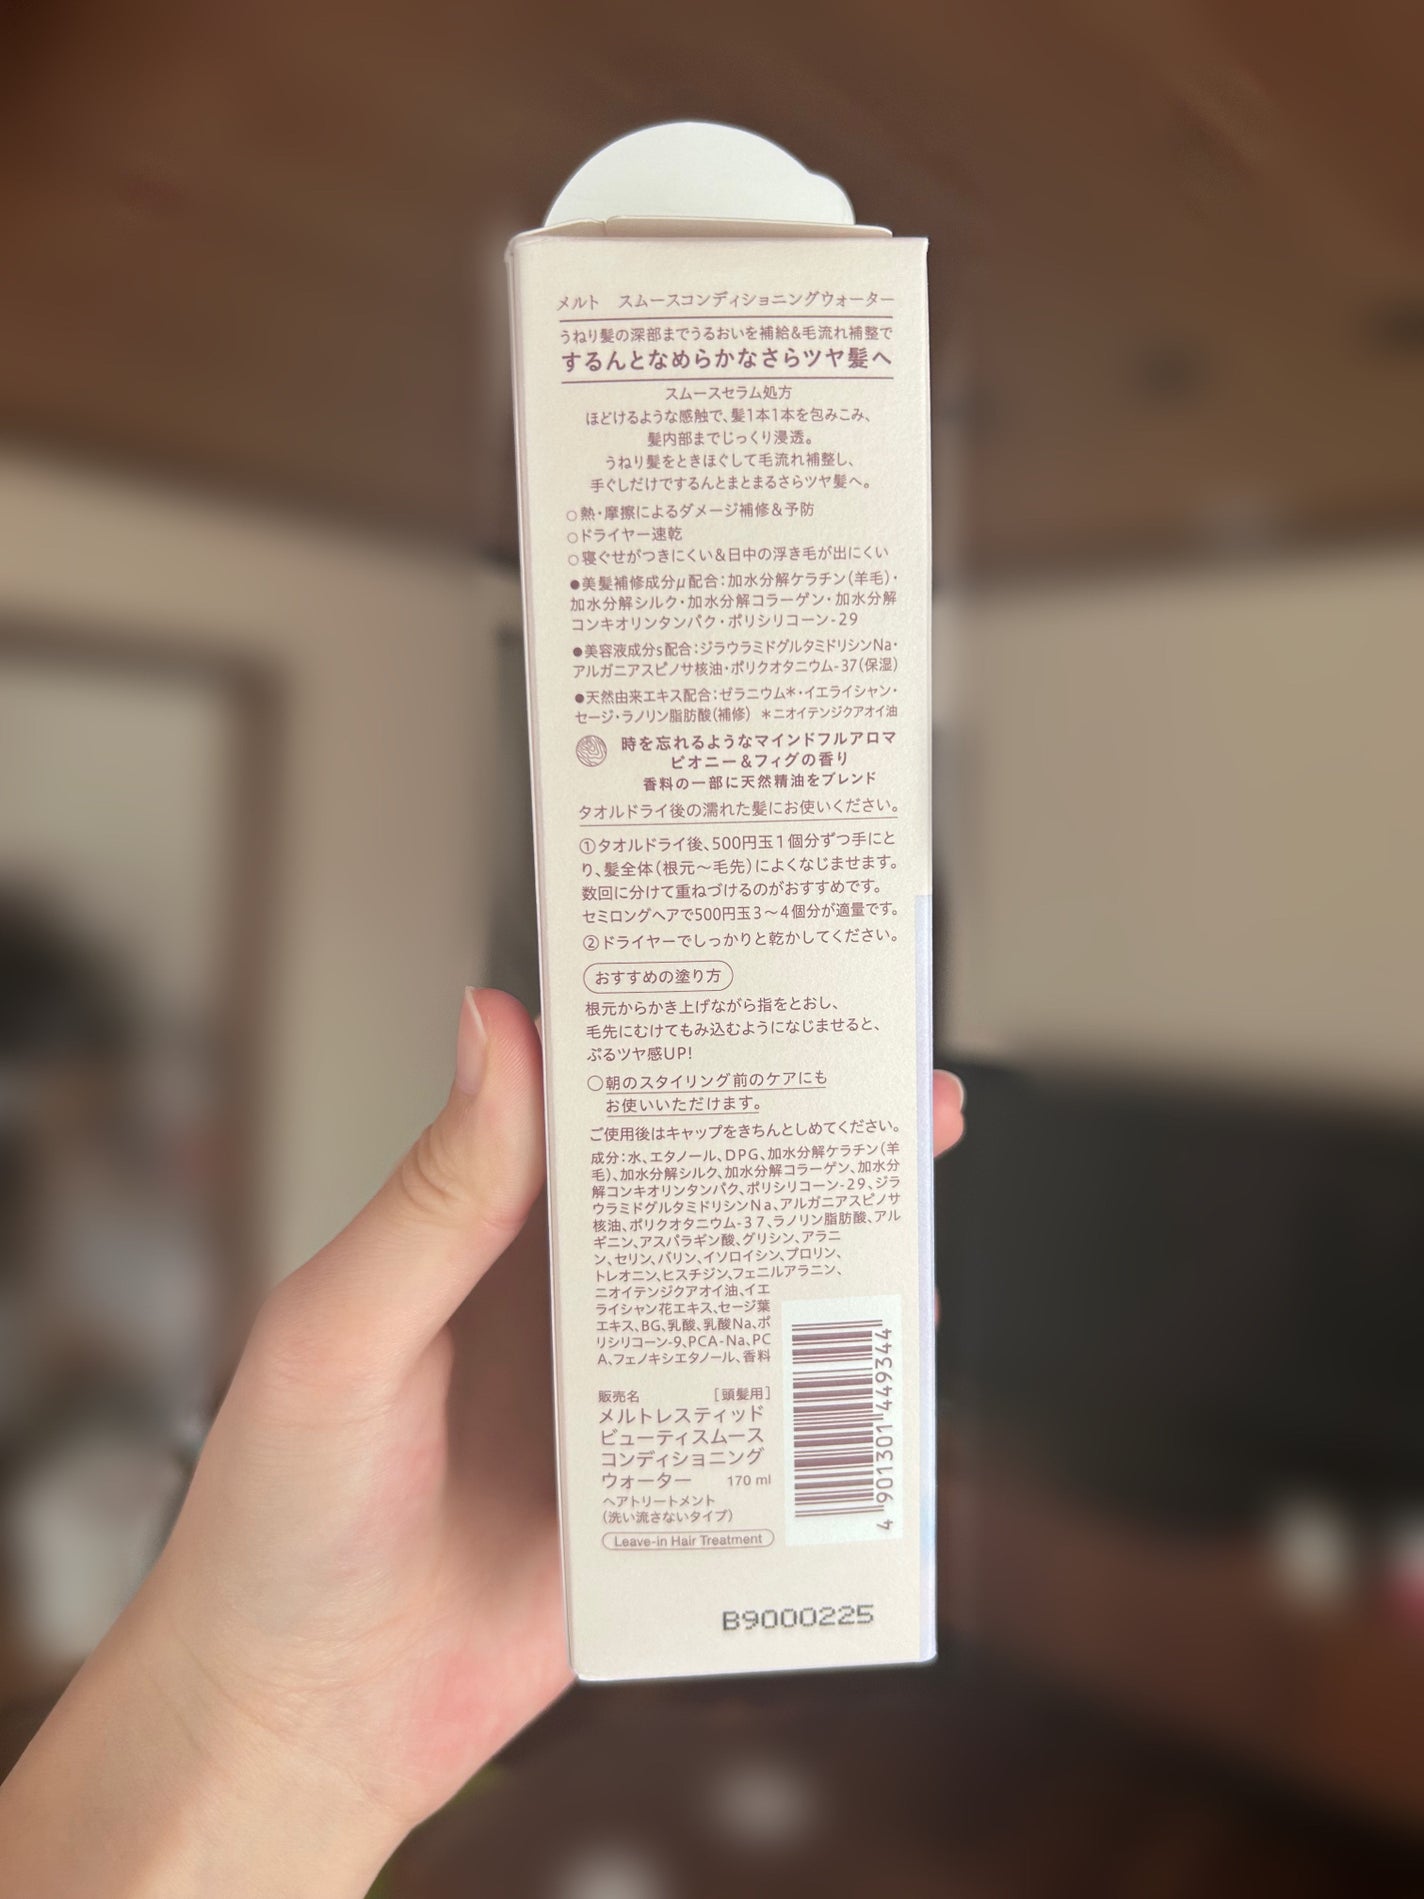 メルト　スムースコンディショニングウォーター
うねり髪の深部までうるおいを補給&毛流れ補整で
するんとなめらかなさらツヤ髪へ
スムースセラム処方
ほどけるような感触で、髪1本1本を包みこみ、
髪内部までじっくり浸透。
うねり髪をときほぐして毛流れ補整し、
手ぐしだけでするんとまとまるさらツヤ髪へ。
○熱・摩擦によるダメージ補修&予防
○ドライヤー速乾
○寝ぐせがつきにくい&日中の浮き毛が出にくい
●美髪補修成分μ配合：加水分解ケラチン（羊毛）・
加水分解シルク・加水分解コラーゲン・加水分解
コンキオリンタンパク・ポリシリコーン-29
●美容液成分s配合：ジラウラミドグルタミドリシンNa・
アルガニアスピノサ核油・ポリクオタニウム-37（保湿）
●天然由来エキス配合：ゼラニウム＊・イエライシャン・
セージ・ラノリン脂肪酸（補修）　＊ニオイテンジクアオイ油
時を忘れるようなマインドフルアロマ
ピオニー&フィグの香り
香料の一部に天然精油をブレンド
タオルドライ後の濡れた髪にお使いください。
①タオルドライ後、500円玉1個分ずつ手にと
り、髪全体（根元～毛先）によくなじませます。
数回に分けて重ねづけるのがおすすめです。
セミロングヘアで500円玉3～4個分が適量です。
②ドライヤーでしっかりと乾かしてください。
おすすめの塗り方
根元からかき上げながら指をとおし、
毛先にむけてもみ込むようになじませると、
ぷるツヤ感UP!
○朝のスタイリング前のケアにも
お使いいただけます。
ご使用後はキャップをきちんとしめてください。
成分：水、エタノール、DPG、加水分解ケラチン（羊
毛）、加水分解シルク、加水分解コラーゲン、加水分
解コンキオリンタンパク、ポリシリコーン-29、ジラ
ウラミドグルタミドリシンNa、アルガニアスピノサ
核油、ポリクオタニウム-37、ラノリン脂肪酸、アル
ギニン、アスパラギン酸、グリシン、アラニ
ン、セリン、バリン、イソロイシン、プロリン、
トレオニン、ヒスチジン、フェニルアラニン、
ニオイテンジクアオイ油、イエ
ライシャン花エキス、セージ葉
エキス、BG、乳酸、乳酸Na、ポ
リシリコーン-9、PCA-Na、PC
A、フェノキシエタノール、香料
販売名　［頭髪用］
メルトレスティッド
ビューティスムース
コンディショニング
ウォーター　170 ml
ヘアトリートメント
（洗い流さないタイプ）
Leave-in Hair Treatment
4 901301 449344
B9000225